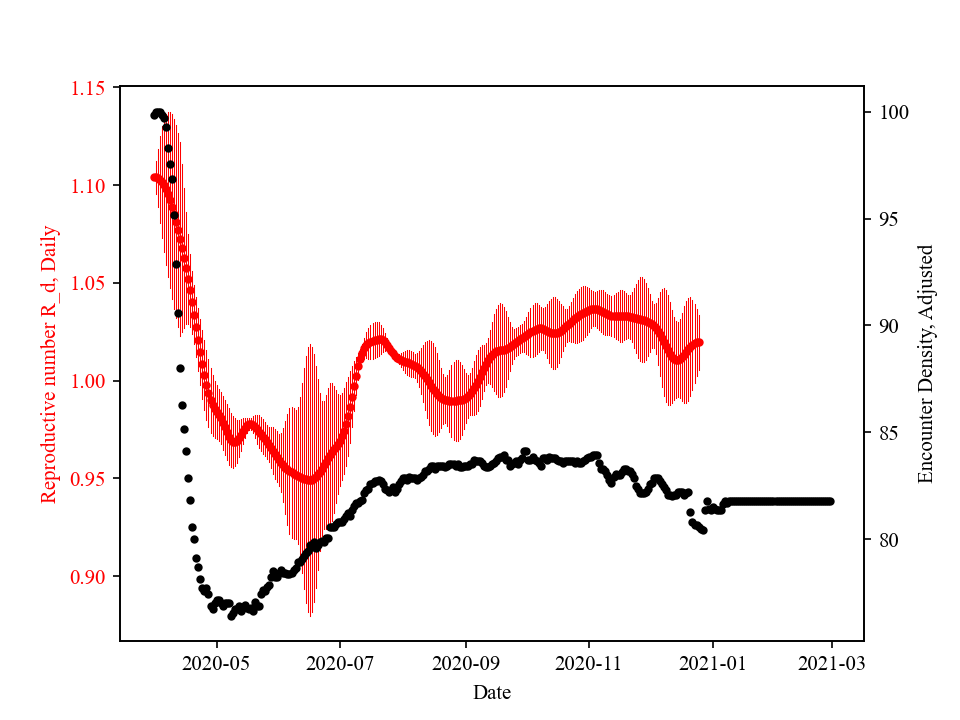 1.15
1.10
1.05
1.00
0.95
0.90
Reproductive number R_d, Daily
100
95
90
85
80
Encounter Density, Adjusted
2020-05 2020-07 2020-09 2020-11 2021-01 2021-03
Date